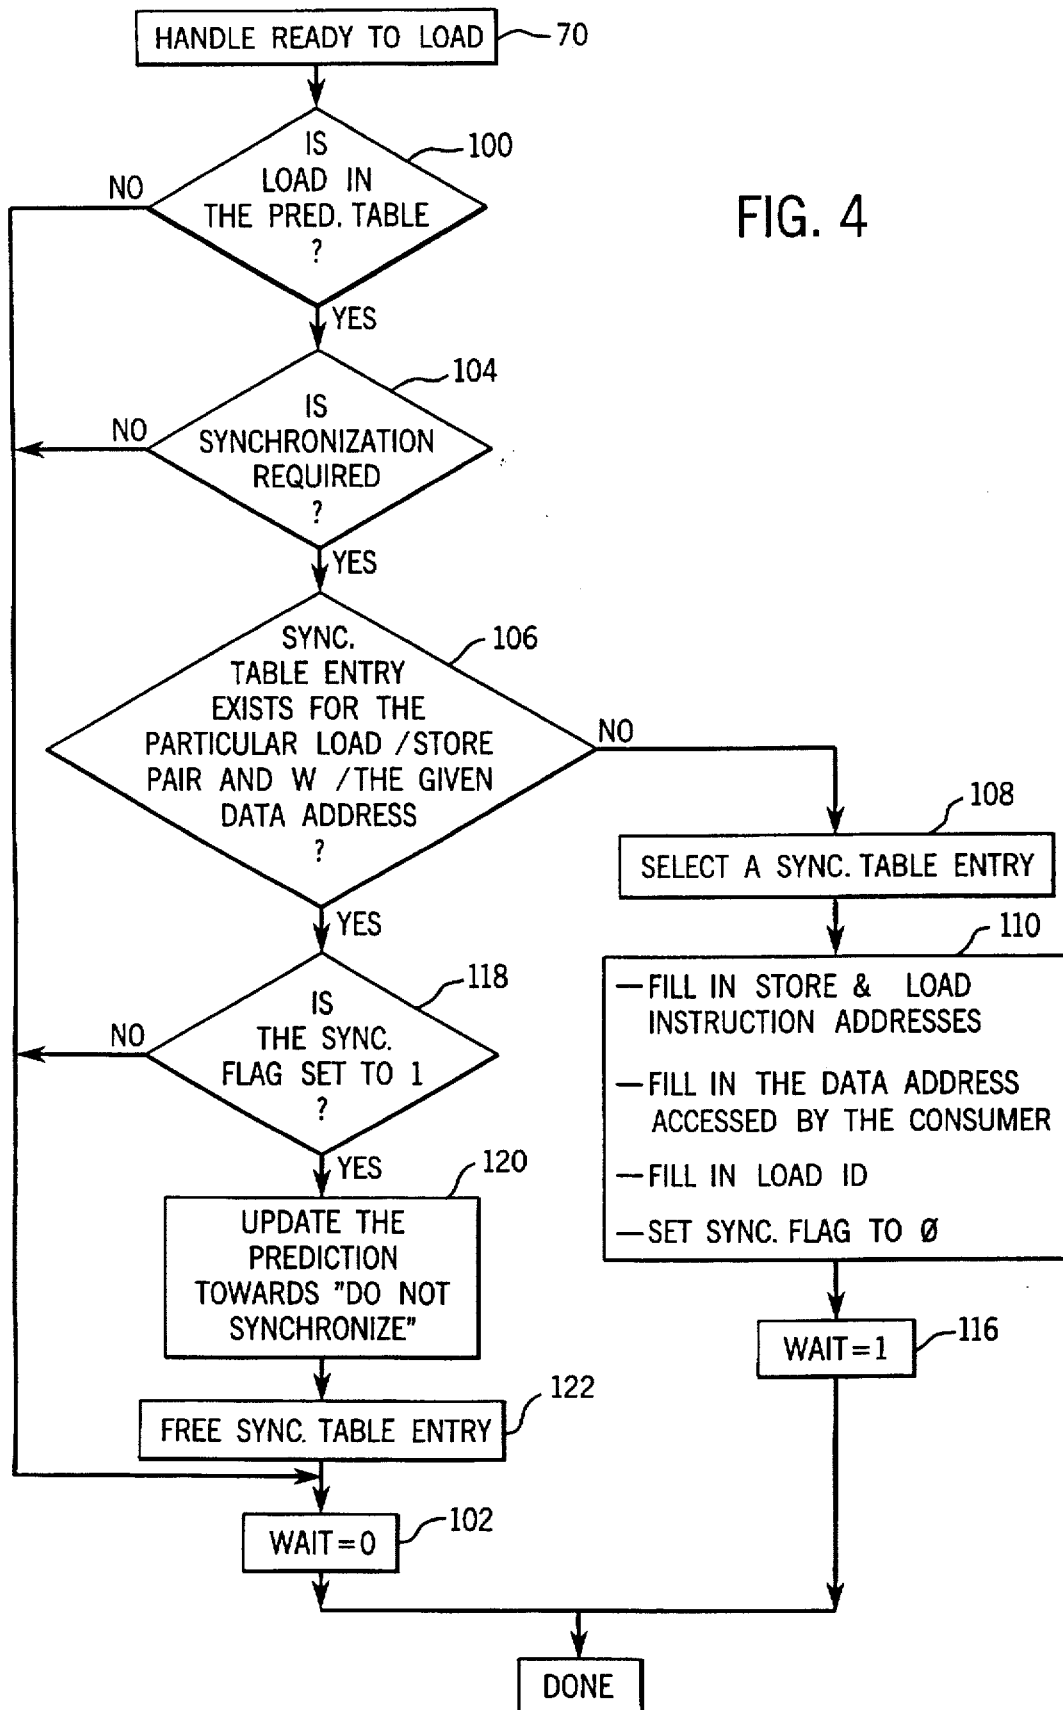 HANDLE READY TO LOAD
70
IS
LOAD IN
THE PRED. TABLE
?
100
NO
YES
FIG. 4
IS
SYNCHRONIZATION
REQUIRED
?
104
NO
YES
SYNC.
TABLE ENTRY
EXISTS FOR THE
PARTICULAR LOAD /STORE
PAIR AND W /THE GIVEN
DATA ADDRESS
?
106
NO
YES
108
SELECT A SYNC. TABLE ENTRY
110
—FILL IN STORE & LOAD
INSTRUCTION ADDRESSES
—FILL IN THE DATA ADDRESS
ACCESSED BY THE CONSUMER
—FILL IN LOAD ID
—SET SYNC. FLAG TO Ø
WAIT=1
116
IS
THE SYNC.
FLAG SET TO 1
?
118
NO
YES
120
UPDATE THE
PREDICTION
TOWARDS "DO NOT
SYNCHRONIZE"
122
FREE SYNC. TABLE ENTRY
WAIT=0
102
DONE